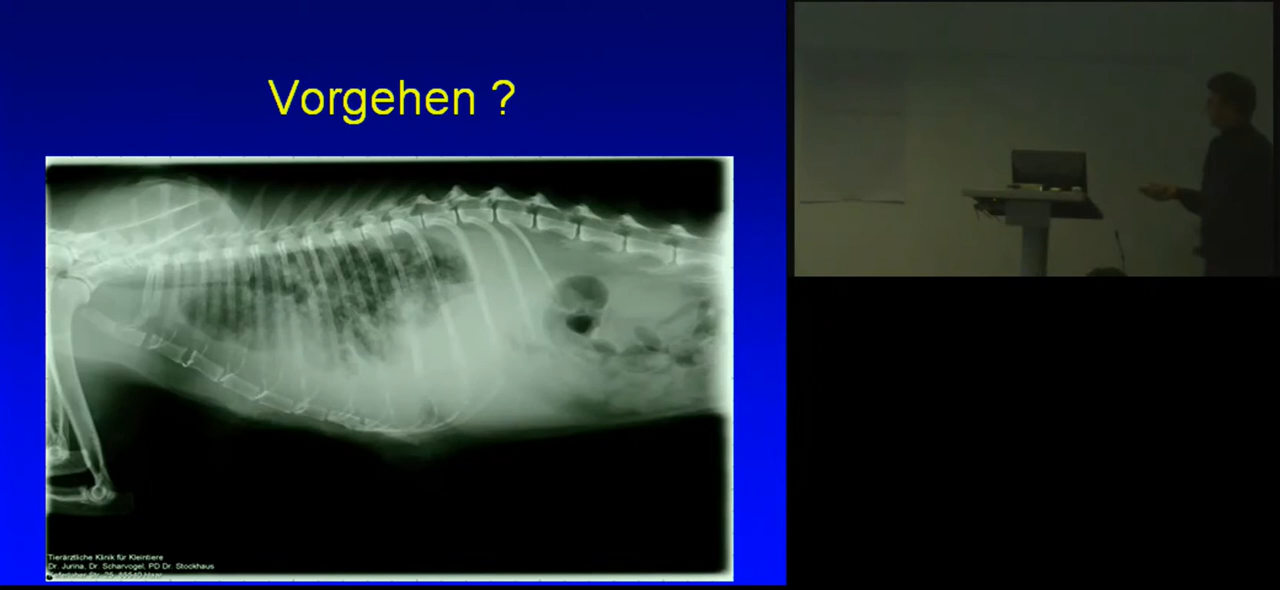 Vorgehen ?
Tierärztliche Klinik für Kleintiere
Dr. Jurina, Dr. Scharvogel, PD Dr. Stockhaus